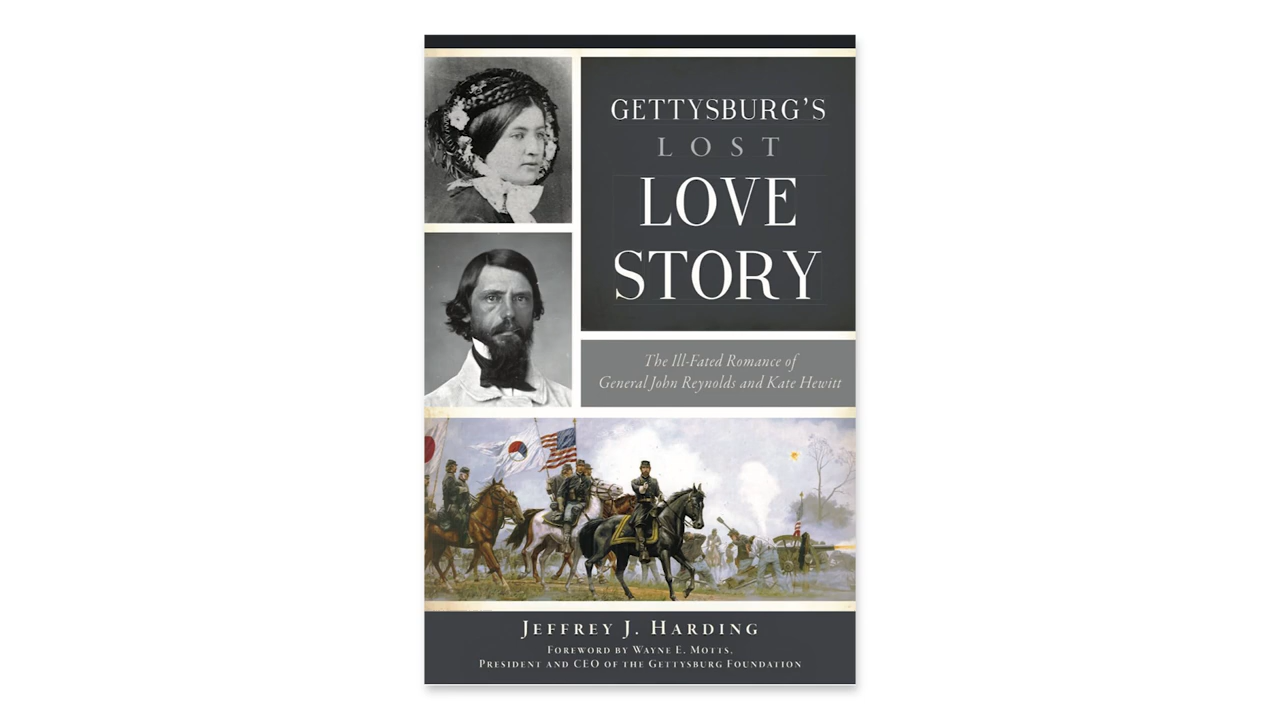 GETTYSBURG'S
LOST
LOVE
STORY
The Ill-Fated Romance of
General John Reynolds and Kate Hewitt
JEFFREY J. HARDING
FOREWORD BY WAYNE E. MOTTS,
PRESIDENT AND CEO OF THE GETTYSBURG FOUNDATION